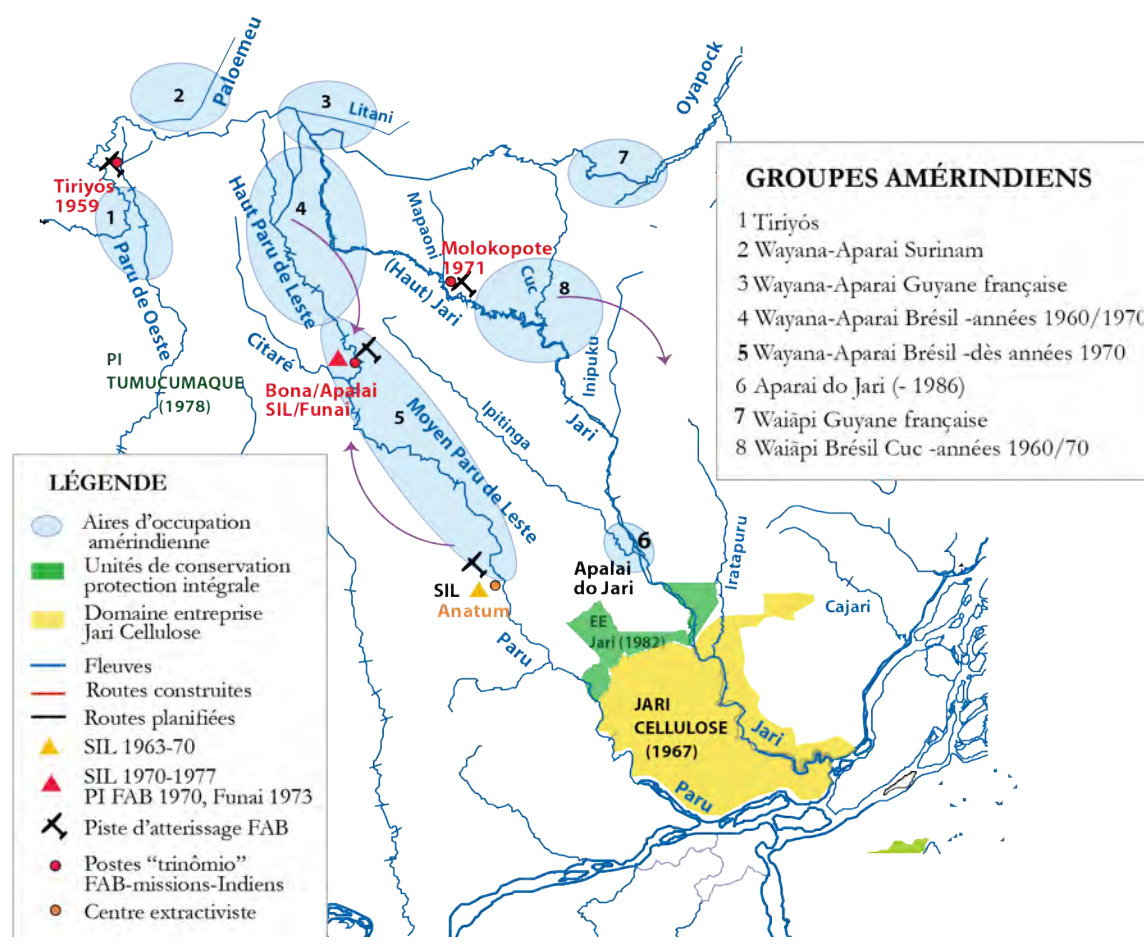 2
Paloemeu
3
Litani
Oyapock
7
Tiriyós
1959
1
Paru de Oeste
Haut Paru de Leste
4
Mapaoni
Molokopote
1971
(Haut) Jari
Cuc
8
PI
TUMUCUMAQUE
(1978)
Citaré
Bona/Apalai
SIL/Funai
5
Moyen Paru de Leste
Ipitinga
Inipuku
Jari
6
Apalai
do Jari
Iratapuru
SIL
Anatum
Paru
EE
Jari (1982)
Cajari
JARI
CELLULOSE
(1967)
Jari
Paru
GROUPES AMÉRINDIENS
1 Tiriyós
2 Wayana-Aparai Surinam
3 Wayana-Aparai Guyane française
4 Wayana-Aparai Brésil -années 1960/1970
5 Wayana-Aparai Brésil -dès années 1970
6 Aparai do Jari (- 1986)
7 Waiãpi Guyane française
8 Waiãpi Brésil Cuc -années 1960/70
LÉGENDE
Aires d'occupation
amérindienne
Unités de conservation
protection intégrale
Domaine entreprise
Jari Cellulose
Fleuves
Routes construites
Routes planifiées
SIL 1963-70
SIL 1970-1977
PI FAB 1970, Funai 1973
Piste d'atterissage FAB
Postes “trinômio”
FAB-missions-Indiens
Centre extractiviste